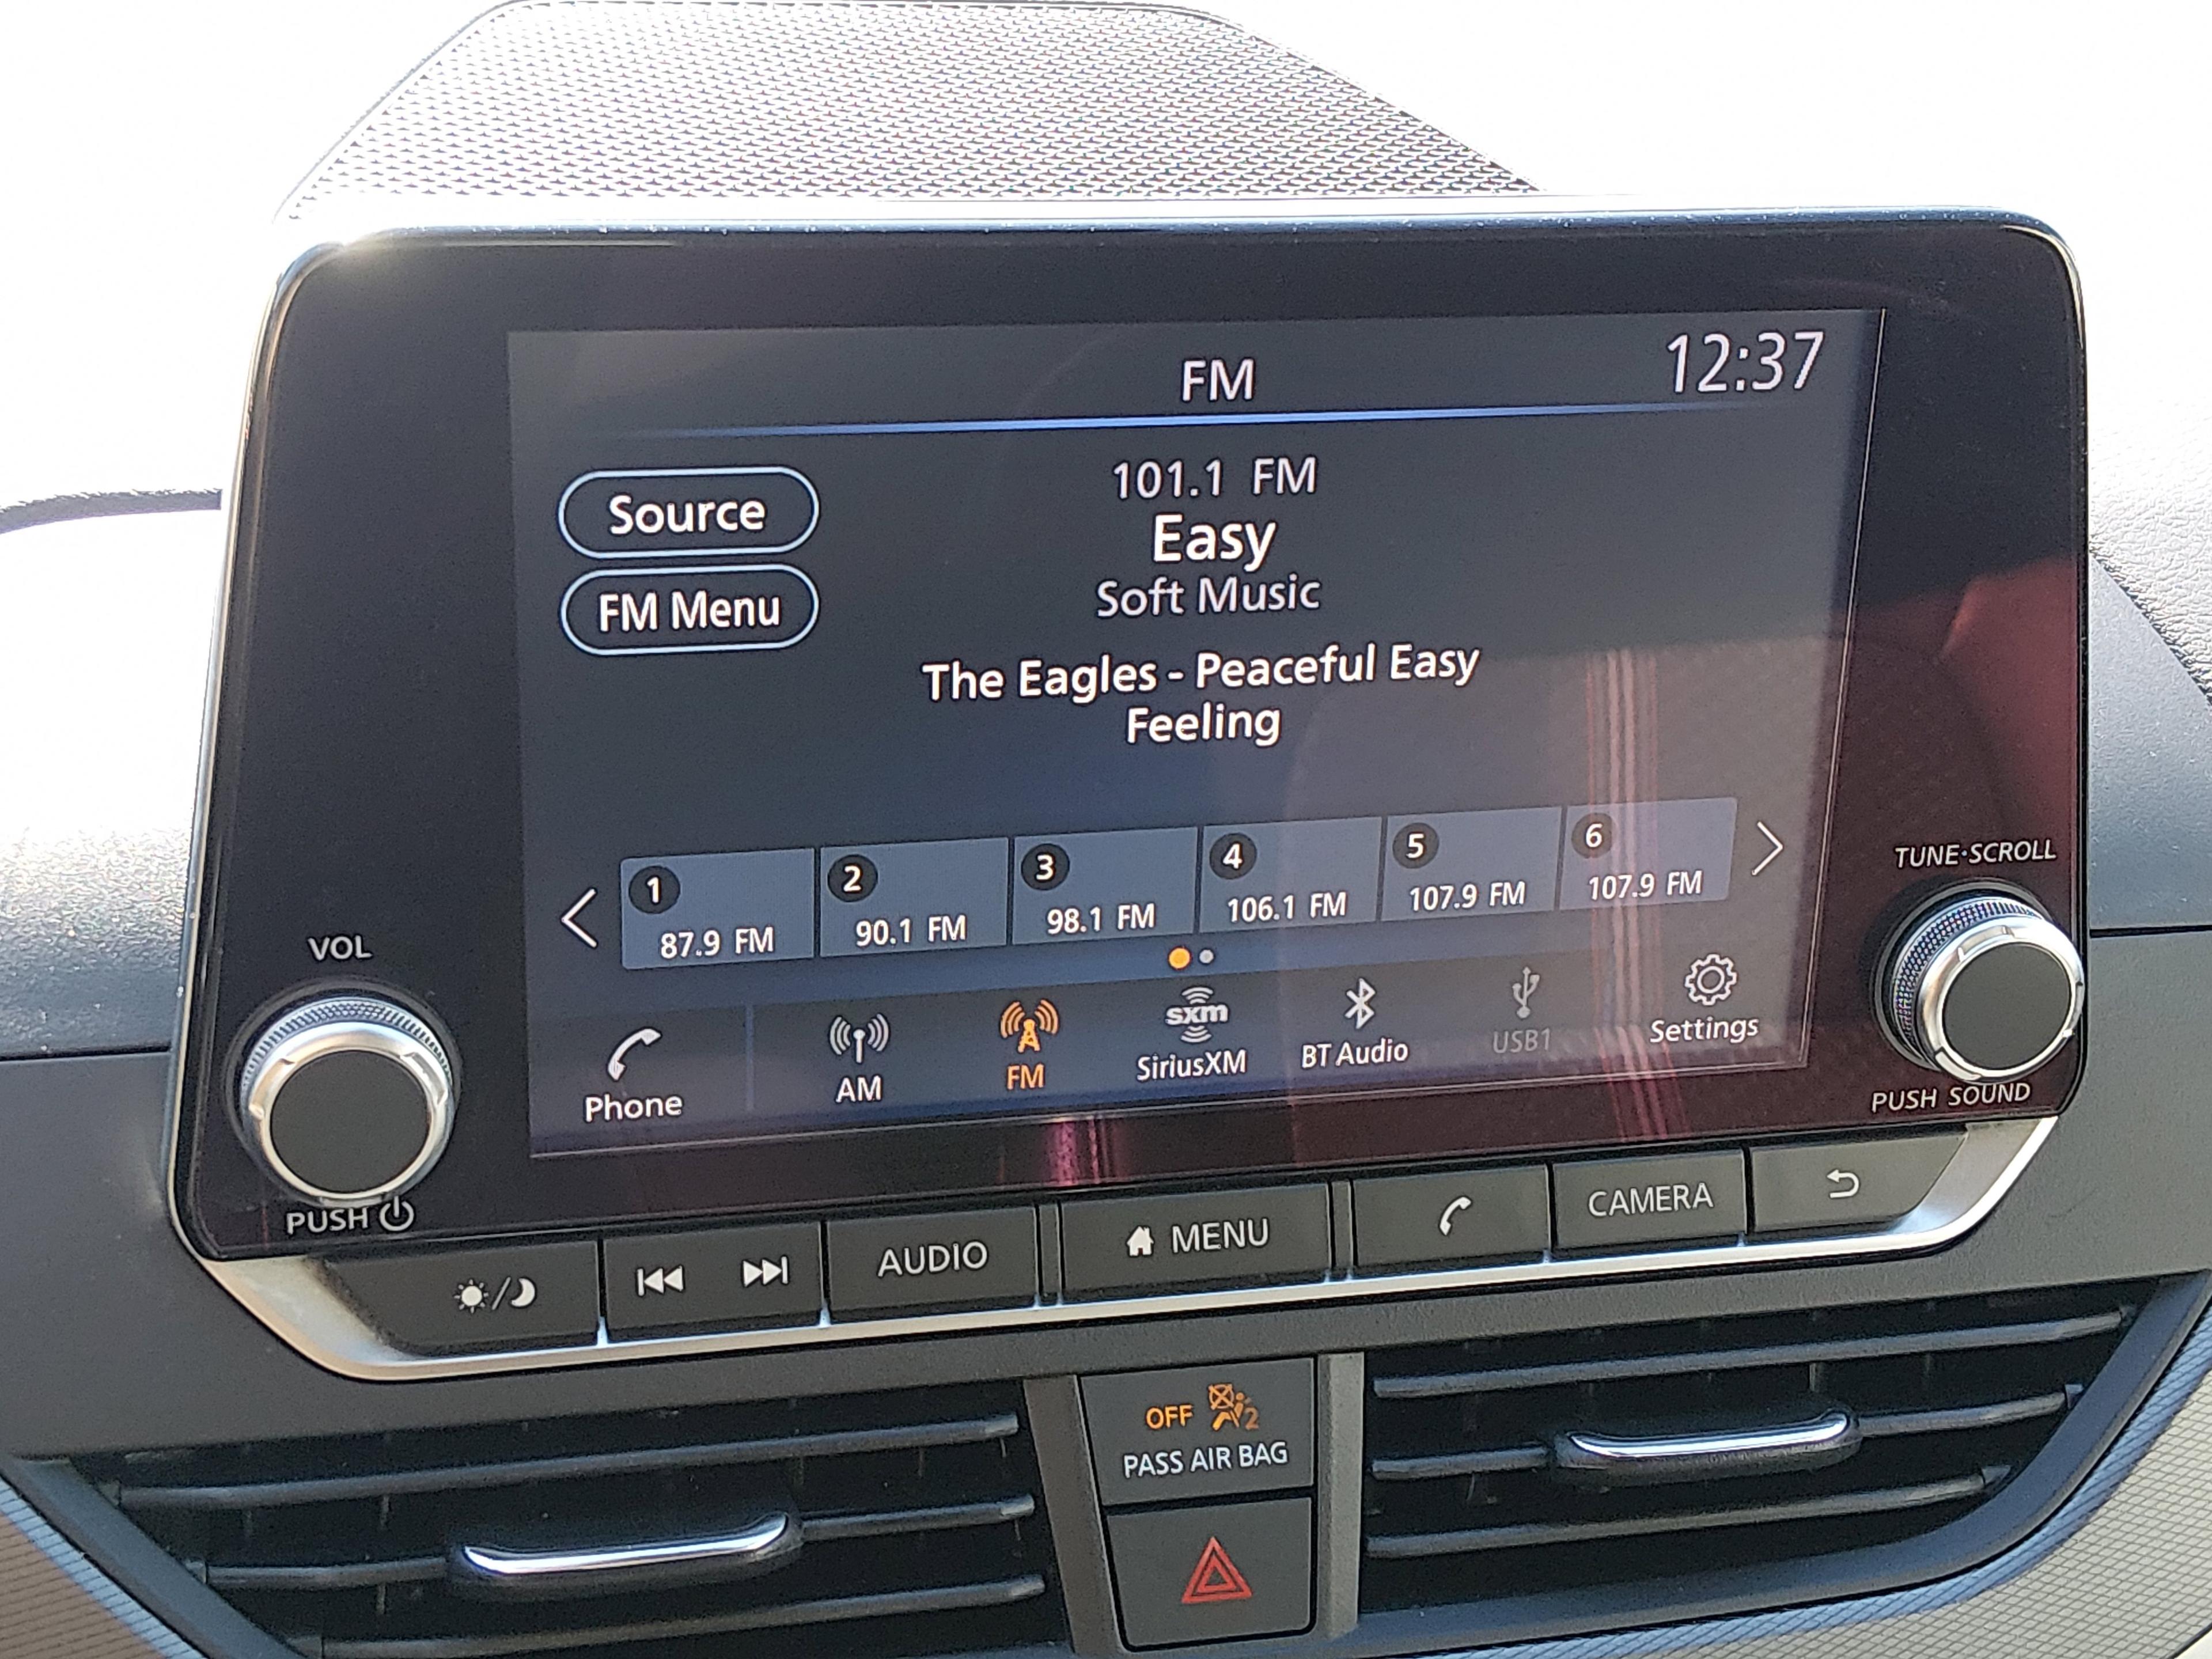 FM
12:37
Source
FM Menu
101.1 FM
Easy
Soft Music
The Eagles - Peaceful Easy
Feeling
1
87.9 FM
2
90.1 FM
3
98.1 FM
4
106.1 FM
5
107.9 FM
6
107.9 FM
Phone
AM
FM
sxm
SiriusXM
BT Audio
USB1
Settings
VOL
PUSH
TUNE·SCROLL
PUSH SOUND
AUDIO
MENU
CAMERA
OFF
2
PASS AIR BAG